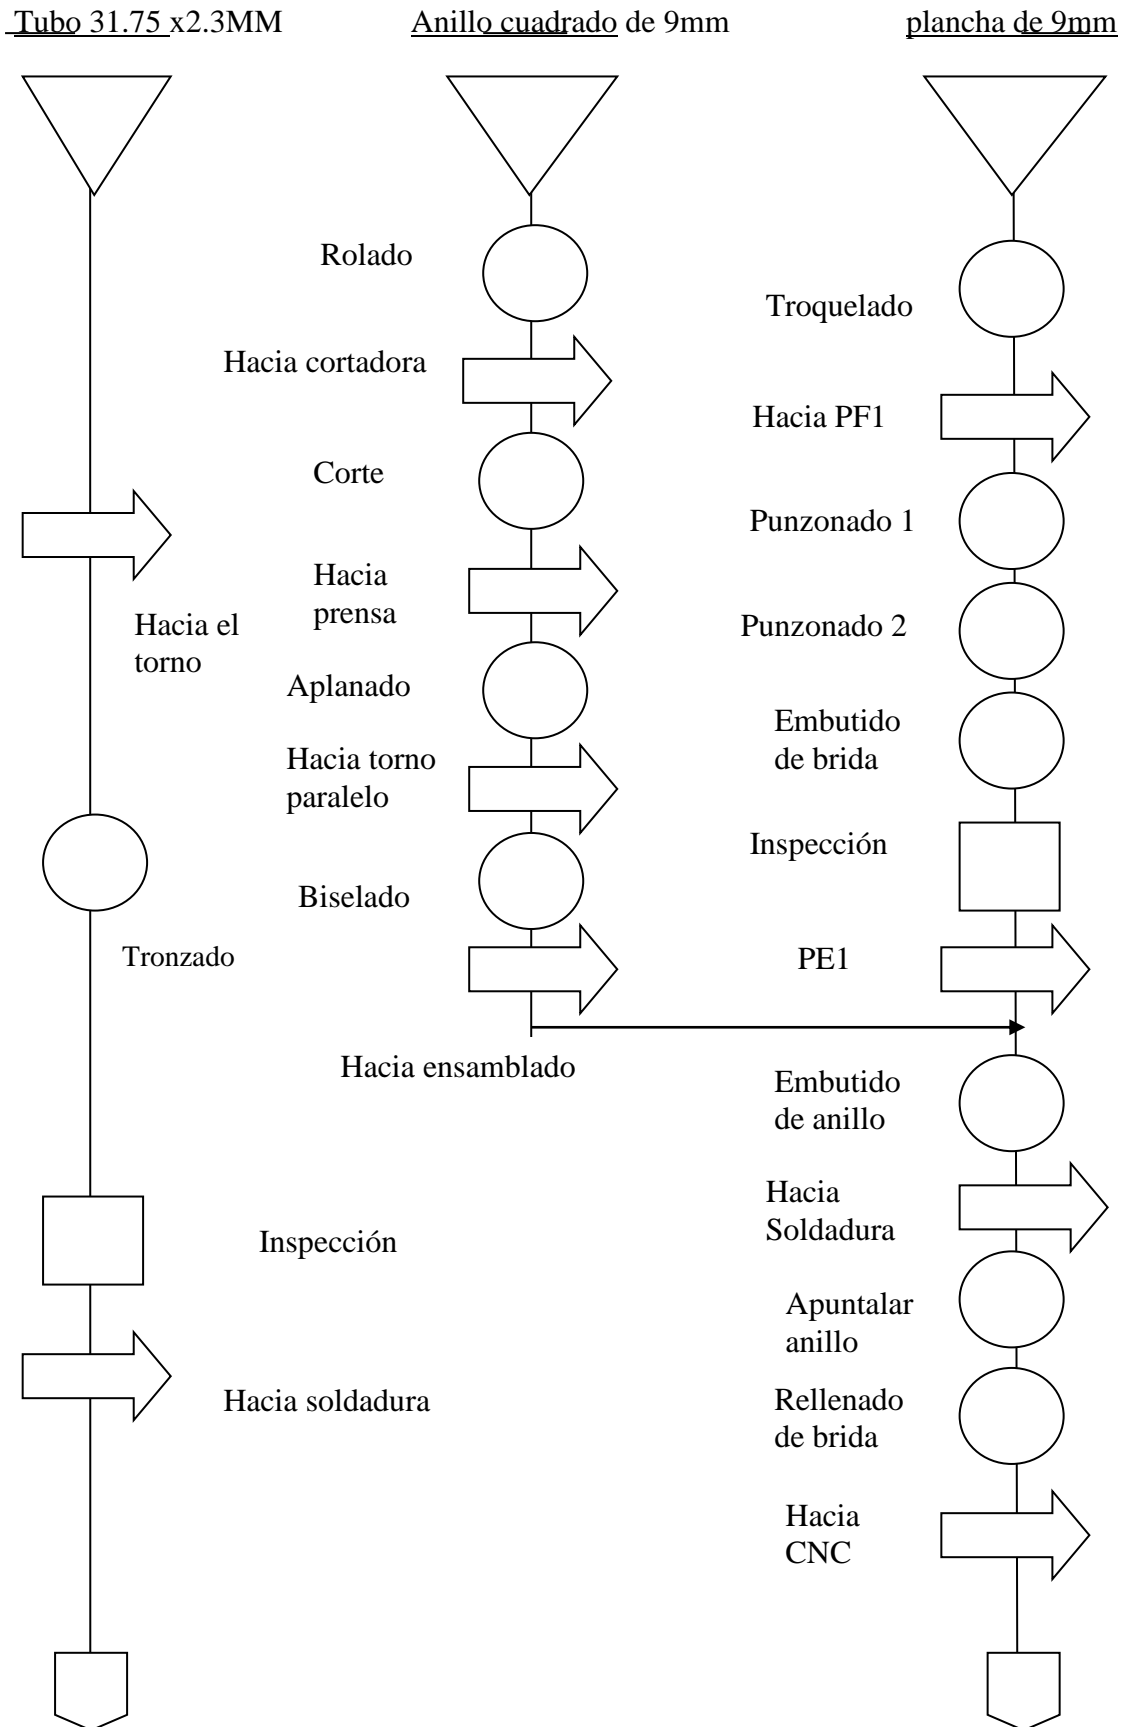 Tubo 31.75 x2.3MM
Anillo cuadrado de 9mm
plancha de 9mm
Rolado
Troquelado
Hacia cortadora
Hacia PF1
Corte
Punzonado 1
Hacia
prensa
Hacia el
torno
Punzonado 2
Aplanado
Embutido
de brida
Hacia torno
paralelo
Inspección
Biselado
Tronzado
PE1
Hacia ensamblado
Embutido
de anillo
Hacia
Soldadura
Inspección
Apuntalar
anillo
Hacia soldadura
Rellenado
de brida
Hacia
CNC